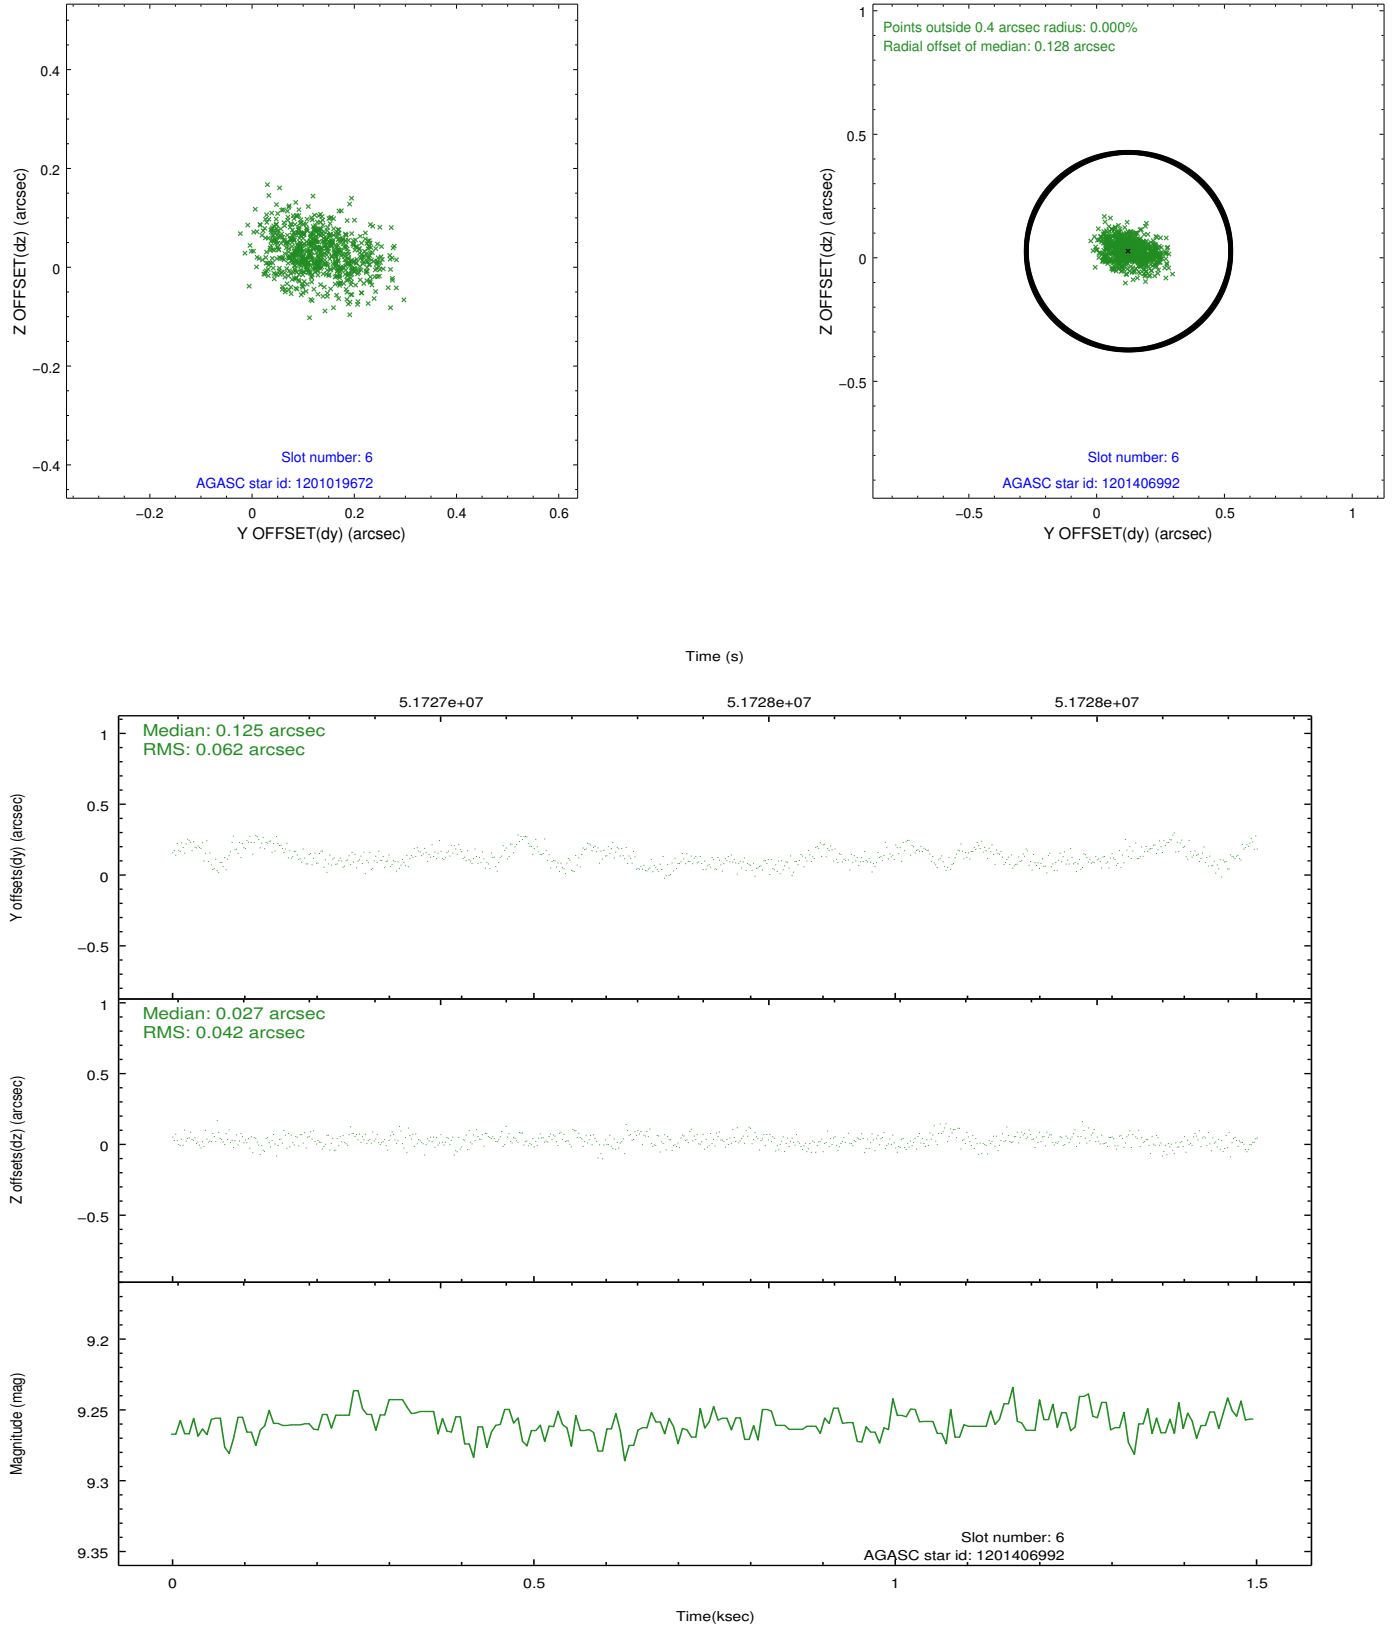 0.4
0.2
0
−0.2
−0.4
Z OFFSET(dz) (arcsec)
Slot number: 6
AGASC star id: 1201019672
−0.2
0
0.2
0.4
0.6
Y OFFSET(dy) (arcsec)
Points outside 0.4 arcsec radius: 0.000%
Radial offset of median: 0.128 arcsec
1
0.5
0
−0.5
Z OFFSET(dz) (arcsec)
Slot number: 6
AGASC star id: 1201406992
−0.5
0
0.5
1
Y OFFSET(dy) (arcsec)
Time (s)
5.1727e+07
5.1728e+07
5.1728e+07
Median: 0.125 arcsec
RMS: 0.062 arcsec
1
0.5
0
−0.5
Y offsets(dy) (arcsec)
Median: 0.027 arcsec
RMS: 0.042 arcsec
1
0.5
0
−0.5
Z offsets(dz) (arcsec)
9.2
9.25
9.3
9.35
Magnitude (mag)
Slot number: 6
AGASC star id: 1201406992
0
0.5
1
1.5
Time(ksec)